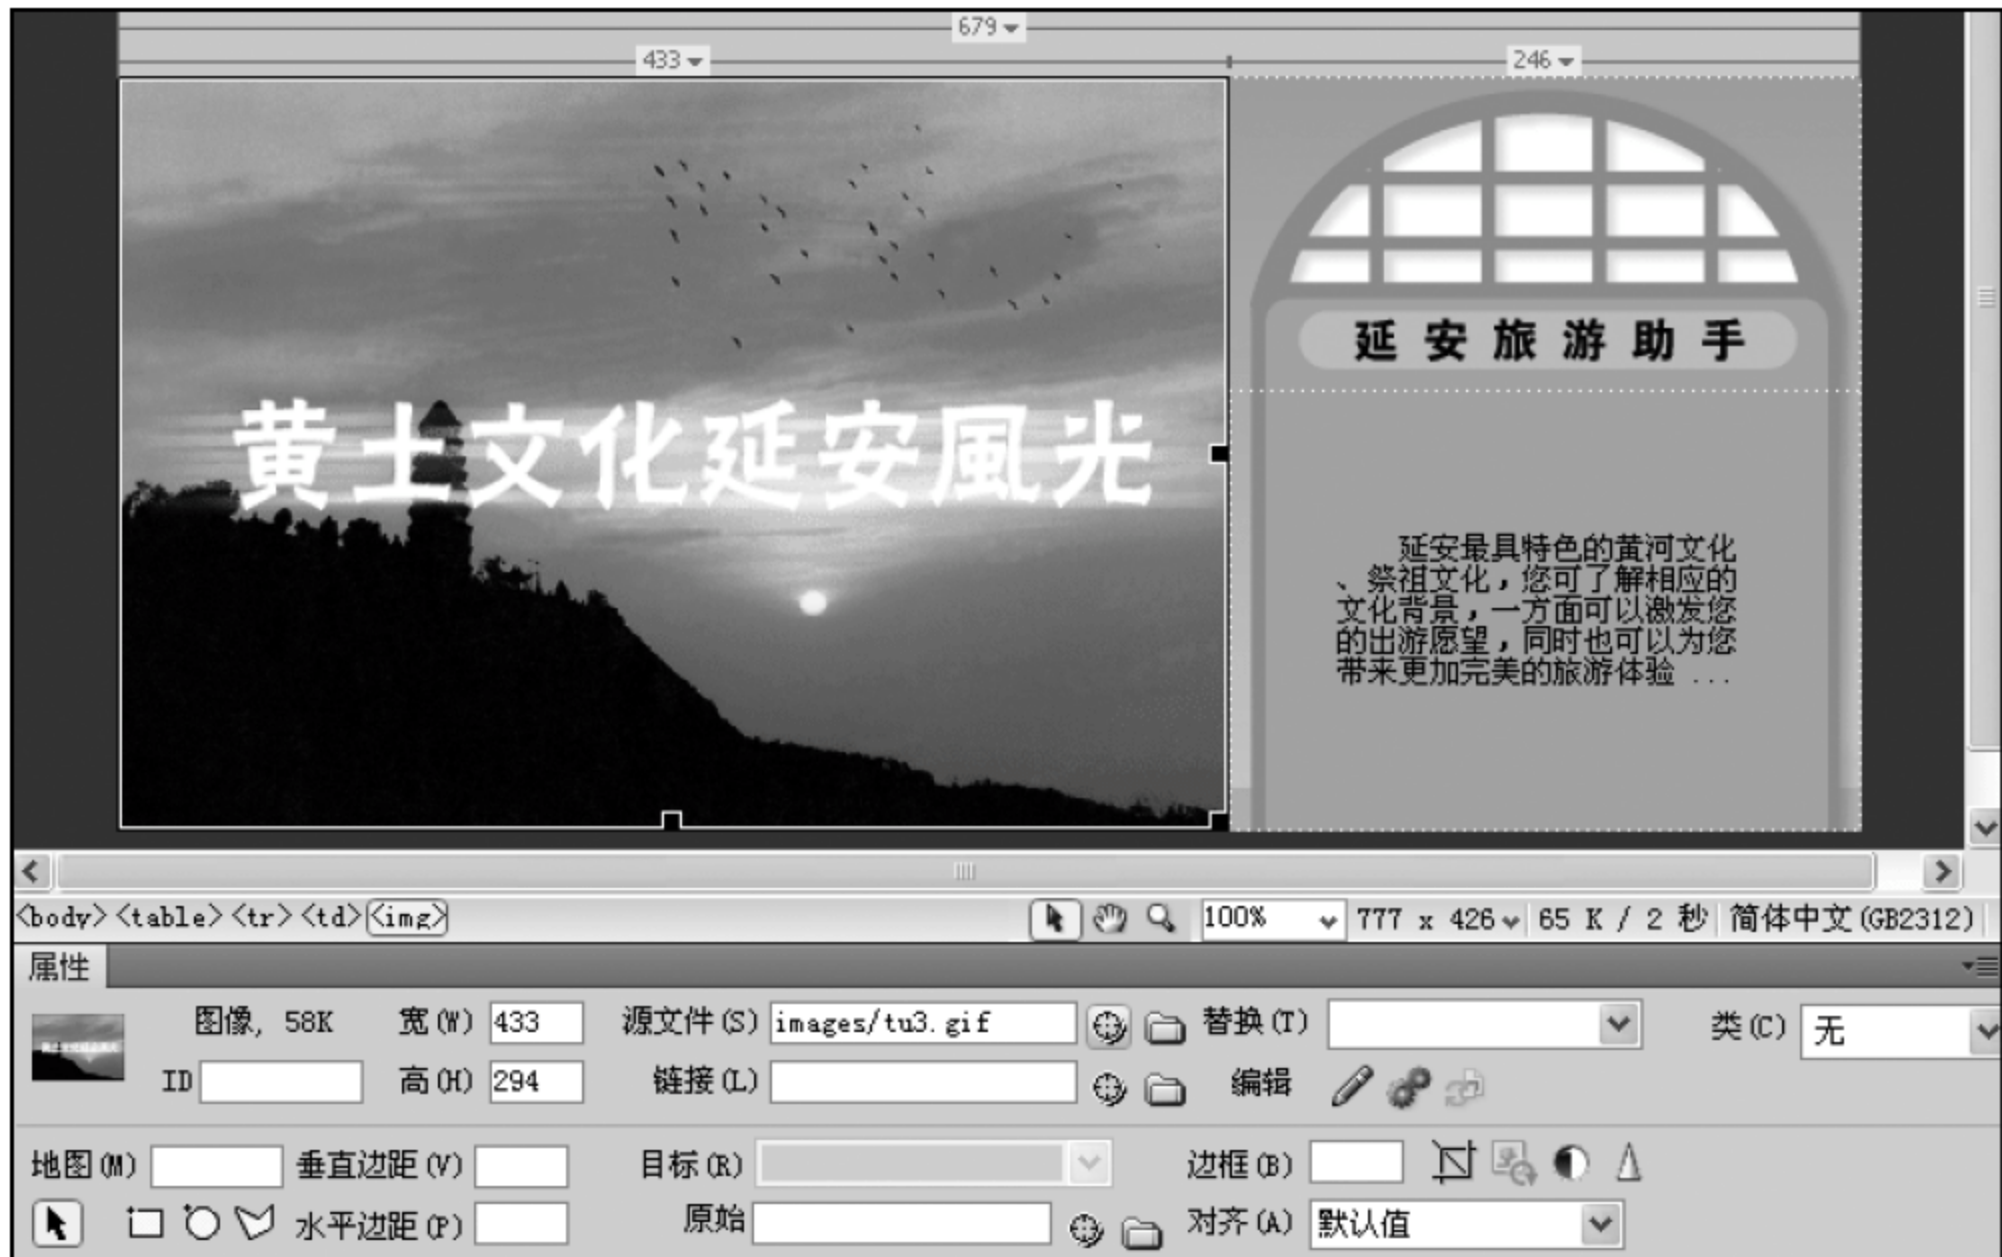 679
433
246
黄土文化延安風光
延安旅游助手
延安最具特色的黄河文化
、祭祖文化，您可了解相应的
文化背景，一方面可以激发您
的出游愿望，同时也可以为您
带来更加完美的旅游体验 ...
<body> <table> <tr> <td> <img>
100%
777 x 426
65 K / 2 秒
简体中文(GB2312)
属性
图像, 58K
宽(W) 433
源文件(S) images/tu3.gif
替换(T)
类(C) 无
ID
高(H) 294
链接(L)
编辑
地图(M)
垂直边距(V)
目标(R)
边框(B)
水平边距(P)
原始
对齐(A) 默认值